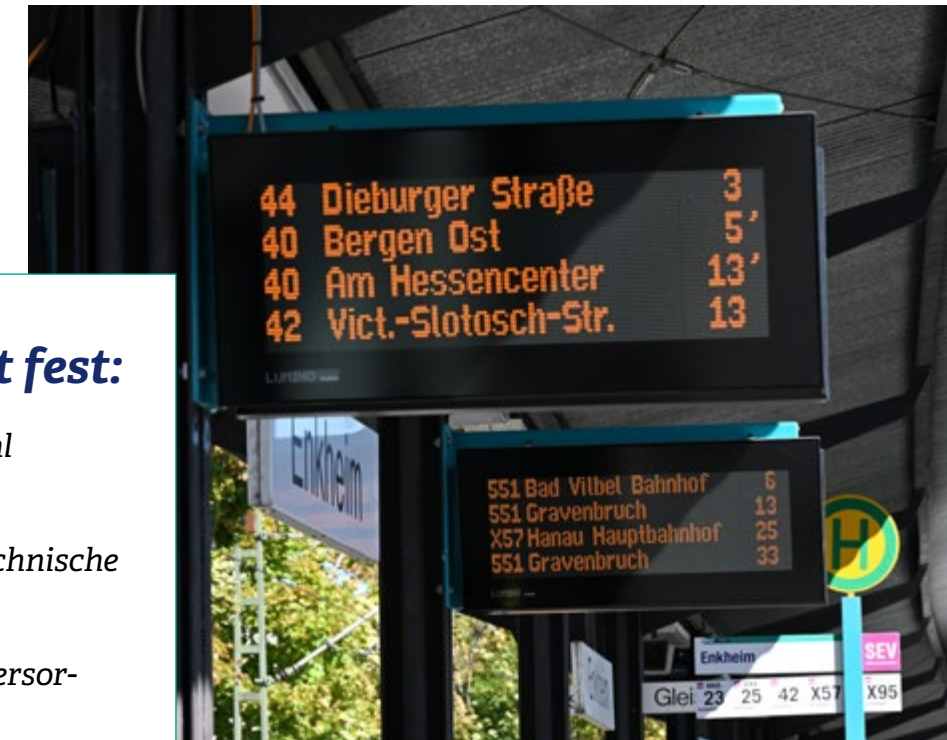 44 Dieburger Straße 3
40 Bergen Ost 5'
40 Am Hessencenter 13'
42 Vict.-Slotosch-Str. 13
LUMINO
t fest:
chnische
ersor-
Enkheim
551 Bad Vilbel Bahnhof 6
551 Gravenbruch 13
X57 Hanau Hauptbahnhof 25
551 Gravenbruch 33
H
Enkheim SEV
Glei 23 25 42 X57 X95